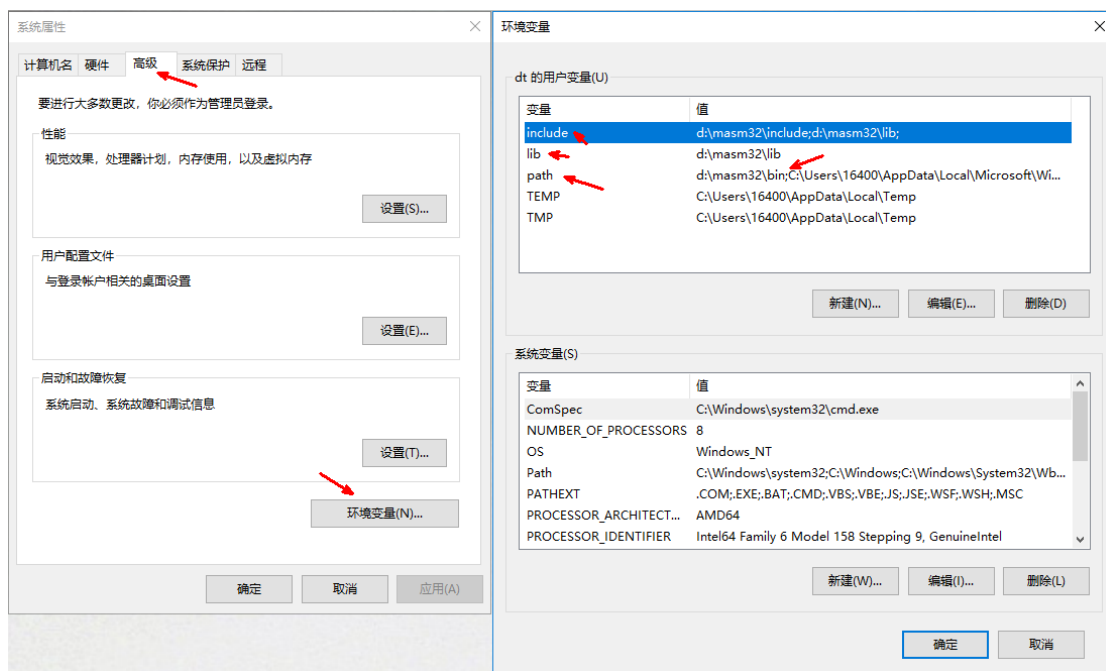 系统属性
计算机名 硬件 高级 系统保护 远程
要进行大多数更改，你必须作为管理员登录。
性能
视觉效果，处理器计划，内存使用，以及虚拟内存
设置(S)...
用户配置文件
与登录帐户相关的桌面设置
设置(E)...
启动和故障恢复
系统启动、系统故障和调试信息
设置(T)...
环境变量(N)...
确定 取消 应用(A)
环境变量
dt 的用户变量(U)
变量 值
include d:\masm32\include;d:\masm32\lib;
lib d:\masm32\lib
path d:\masm32\bin;C:\Users\16400\AppData\Local\Microsoft\Wi...
TEMP C:\Users\16400\AppData\Local\Temp
TMP C:\Users\16400\AppData\Local\Temp
新建(N)... 编辑(E)... 删除(D)
系统变量(S)
变量 值
ComSpec C:\Windows\system32\cmd.exe
NUMBER_OF_PROCESSORS 8
OS Windows_NT
Path C:\Windows\system32;C:\Windows;C:\Windows\System32\Wb...
PATHEXT .COM;.EXE;.BAT;.CMD;.VBS;.VBE;.JS;.JSE;.WSF;.WSH;.MSC
PROCESSOR_ARCHITECT... AMD64
PROCESSOR_IDENTIFIER Intel64 Family 6 Model 158 Stepping 9, GenuineIntel
新建(W)... 编辑(I)... 删除(L)
确定 取消